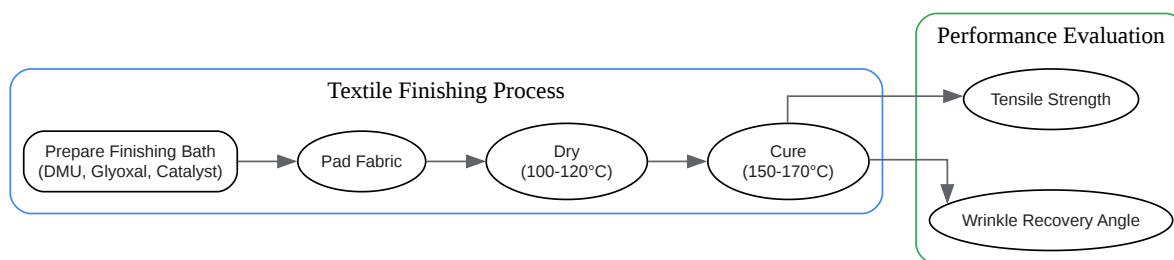 Performance Evaluation
Textile Finishing Process
Tensile Strength
Prepare Finishing Bath
(DMU, Glyoxal, Catalyst)
Pad Fabric
Dry
(100-120°C)
Cure
(150-170°C)
Wrinkle Recovery Angle